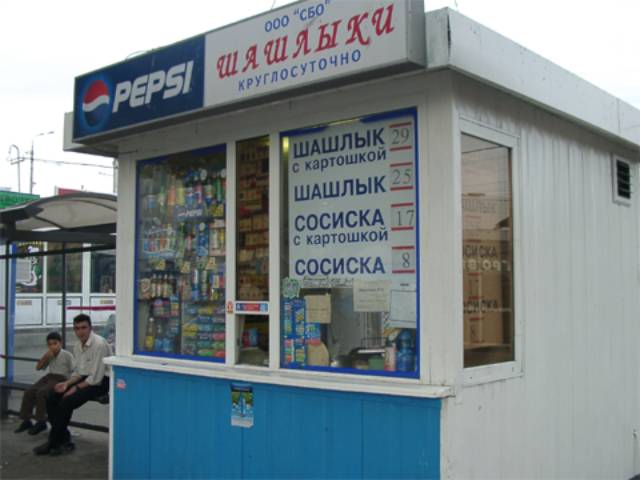 ООО "СБО"
PEPSI
ШАШЛЫКИ
КРУГЛОСУТОЧНО
ШАШЛЫК 29
с картошкой
ШАШЛЫК 25
СОСИСКА 17
с картошкой
СОСИСКА 8